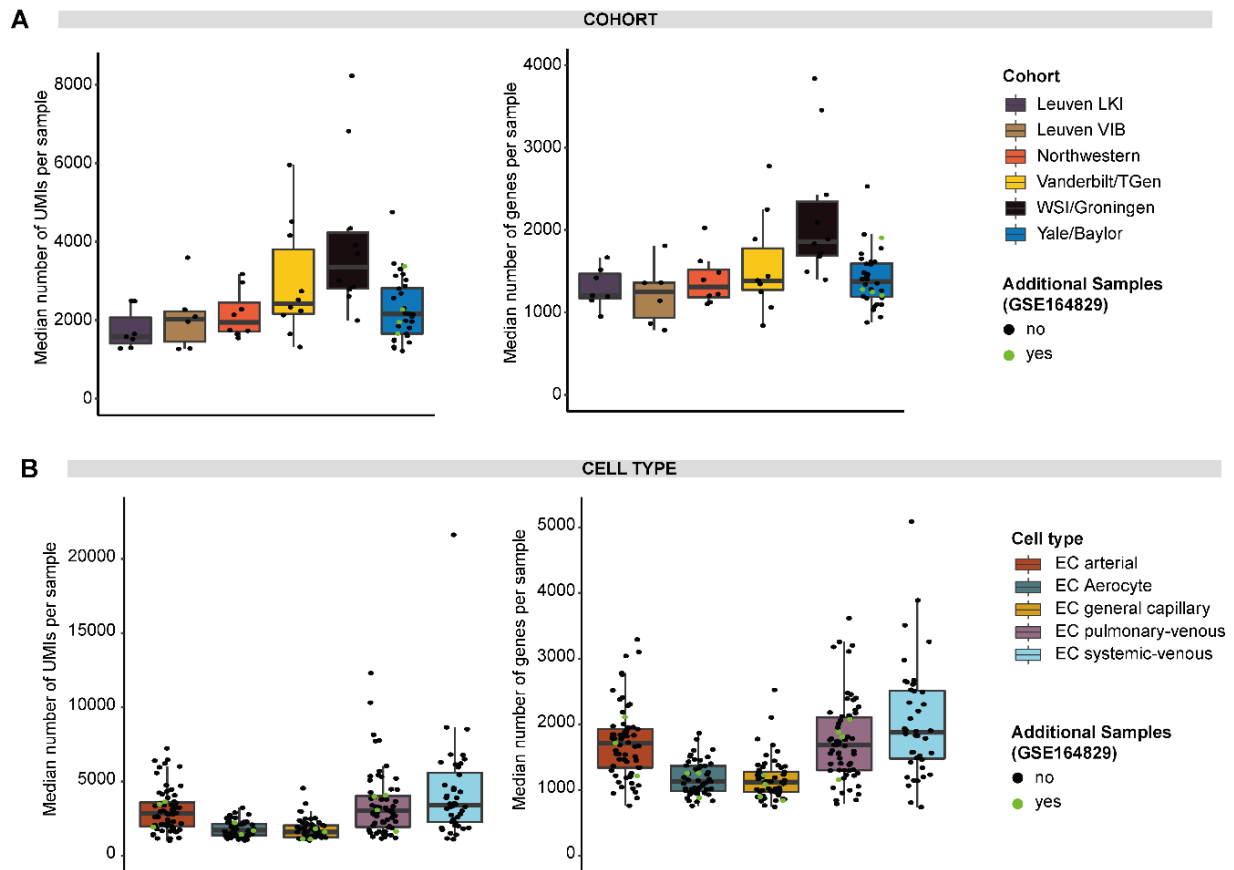 A
COHORT
Median number of UMIs per sample
8000
6000
4000
2000
0
Median number of genes per sample
4000
3000
2000
1000
0
Cohort
Leuven LKI
Leuven VIB
Northwestern
Vanderbilt/TGen
WSI/Groningen
Yale/Baylor
Additional Samples
(GSE164829)
no
yes
B
CELL TYPE
Median number of UMIs per sample
20000
15000
10000
5000
0
Median number of genes per sample
5000
4000
3000
2000
1000
0
Cell type
EC arterial
EC Aerocyte
EC general capillary
EC pulmonary-venous
EC systemic-venous
Additional Samples
(GSE164829)
no
yes